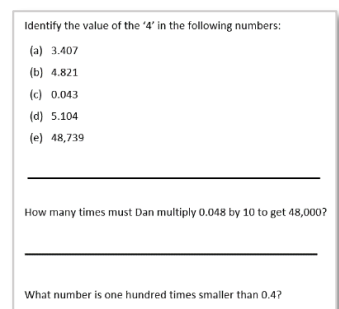 Identify the value of the ‘4’ in the following numbers:
(a) 3.407
(b) 4.821
(c) 0.043
(d) 5.104
(e) 48,739
How many times must Dan multiply 0.048 by 10 to get 48,000?
What number is one hundred times smaller than 0.4?